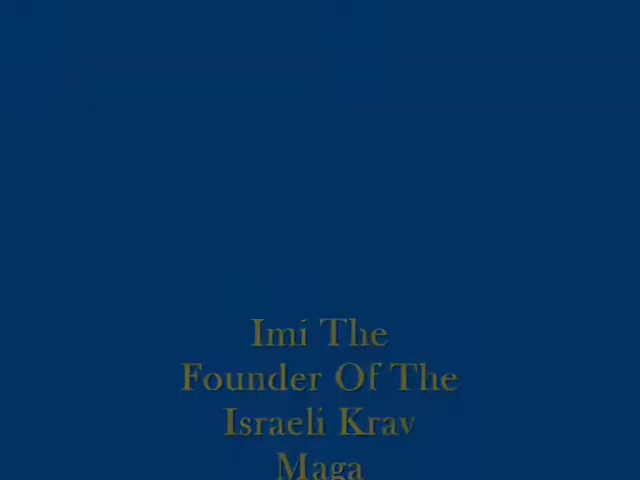 Imi The
Founder Of The
Israeli Krav
Maga